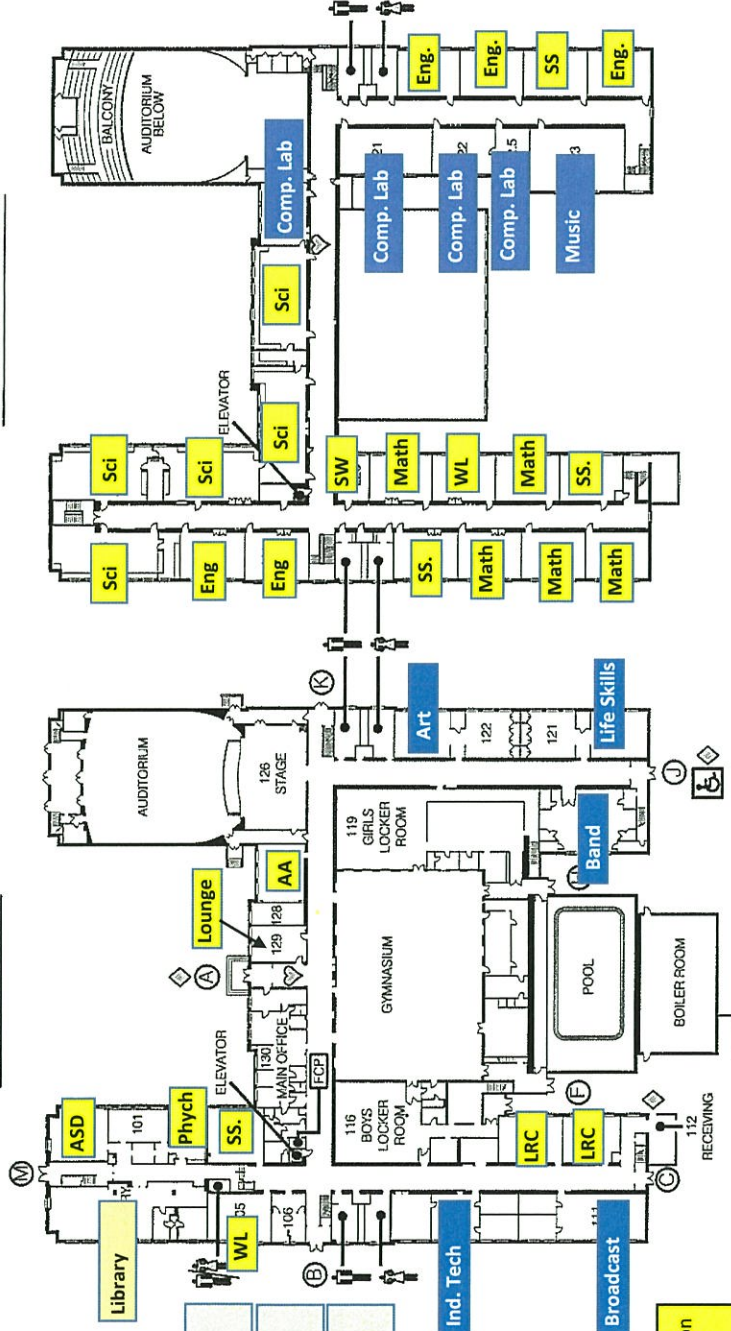 BALCONY
AUDITORIUM
BELOW
Comp. Lab
Eng.
Eng.
SS
Eng.
Comp. Lab
Comp. Lab
Comp. Lab
Music
Sci
Sci
ELEVATOR
Sci
Sci
Sci
Eng
Eng
SW
Math
WL
Math
SS.
SS.
Math
Math
Math
AUDITORIUM
126
STAGE
K
Art
122
121
Life Skills
J
119
GIRLS
LOCKER
ROOM
Band
AA
Lounge
128
129
A
130
MAIN OFFICE
ELEVATOR
FCP
GYMNASIUM
POOL
BOILER ROOM
116
BOYS
LOCKER
ROOM
F
M
ASD
101
Phych
SS.
Library
WL
106
B
LRC
LRC
112
RECEIVING
C
Ind. Tech
Broadcast